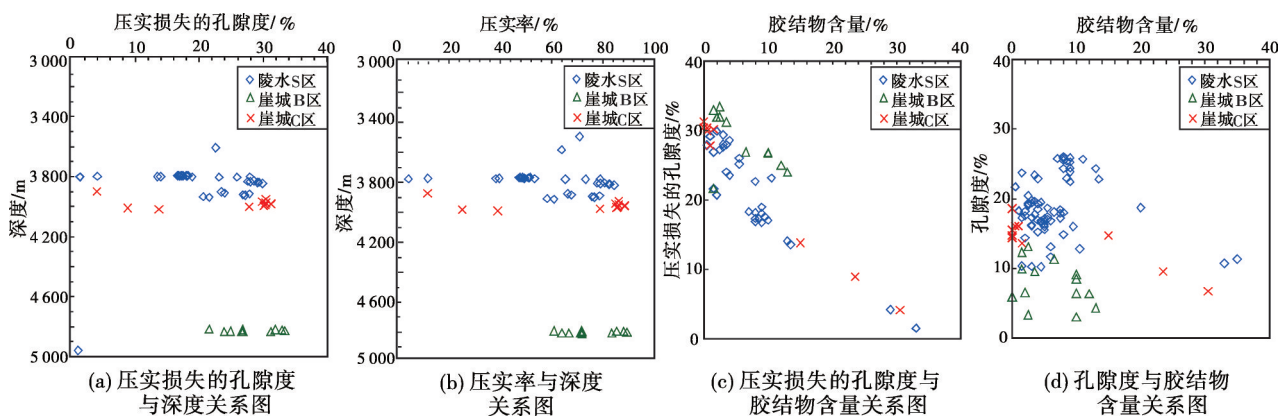 压实损失的孔隙度/%
0 10 20 30 40
3 000
3 400
3 800
4 200
4 600
5 000
深度/m
陵水S区
崖城B区
崖城C区
(a) 压实损失的孔隙度
与深度关系图
压实率/%
0 20 40 60 80 100
3 000
3 400
3 800
4 200
4 600
5 000
深度/m
陵水S区
崖城B区
崖城C区
(b) 压实率与深度
关系图
胶结物含量/%
0 10 20 30 40
40
30
20
10
0
压实损失的孔隙度/%
陵水S区
崖城B区
崖城C区
(c) 压实损失的孔隙度与
胶结物含量关系图
胶结物含量/%
0 10 20 30 40
40
30
20
10
0
孔隙度/%
陵水S区
崖城B区
崖城C区
(d) 孔隙度与胶结物
含量关系图